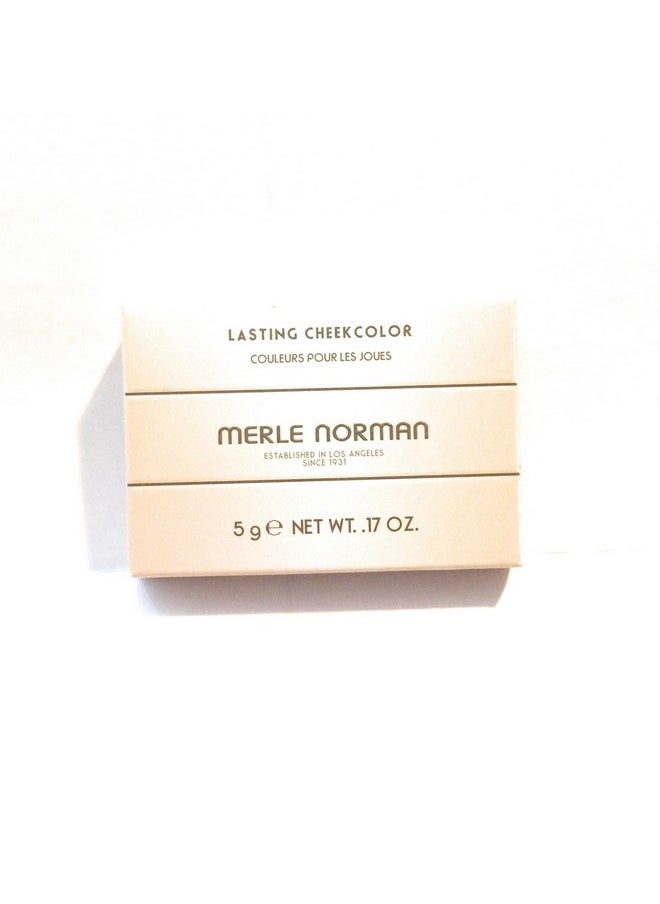 LASTING CHEEKCOLOR
COULEURS POUR LES JOUES
MERLE NORMAN
ESTABLISHED IN LOS ANGELES
SINCE 1931
5 g ℮ NET WT. .17 OZ.